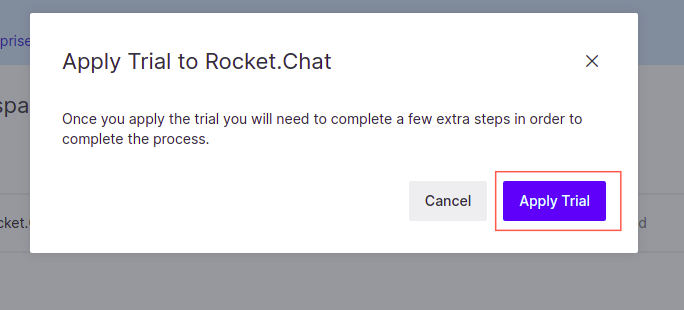 prise
Apply Trial to Rocket.Chat
spa
Once you apply the trial you will need to complete a few extra steps in order to
complete the process.
Cancel
Apply Trial
cket.
d